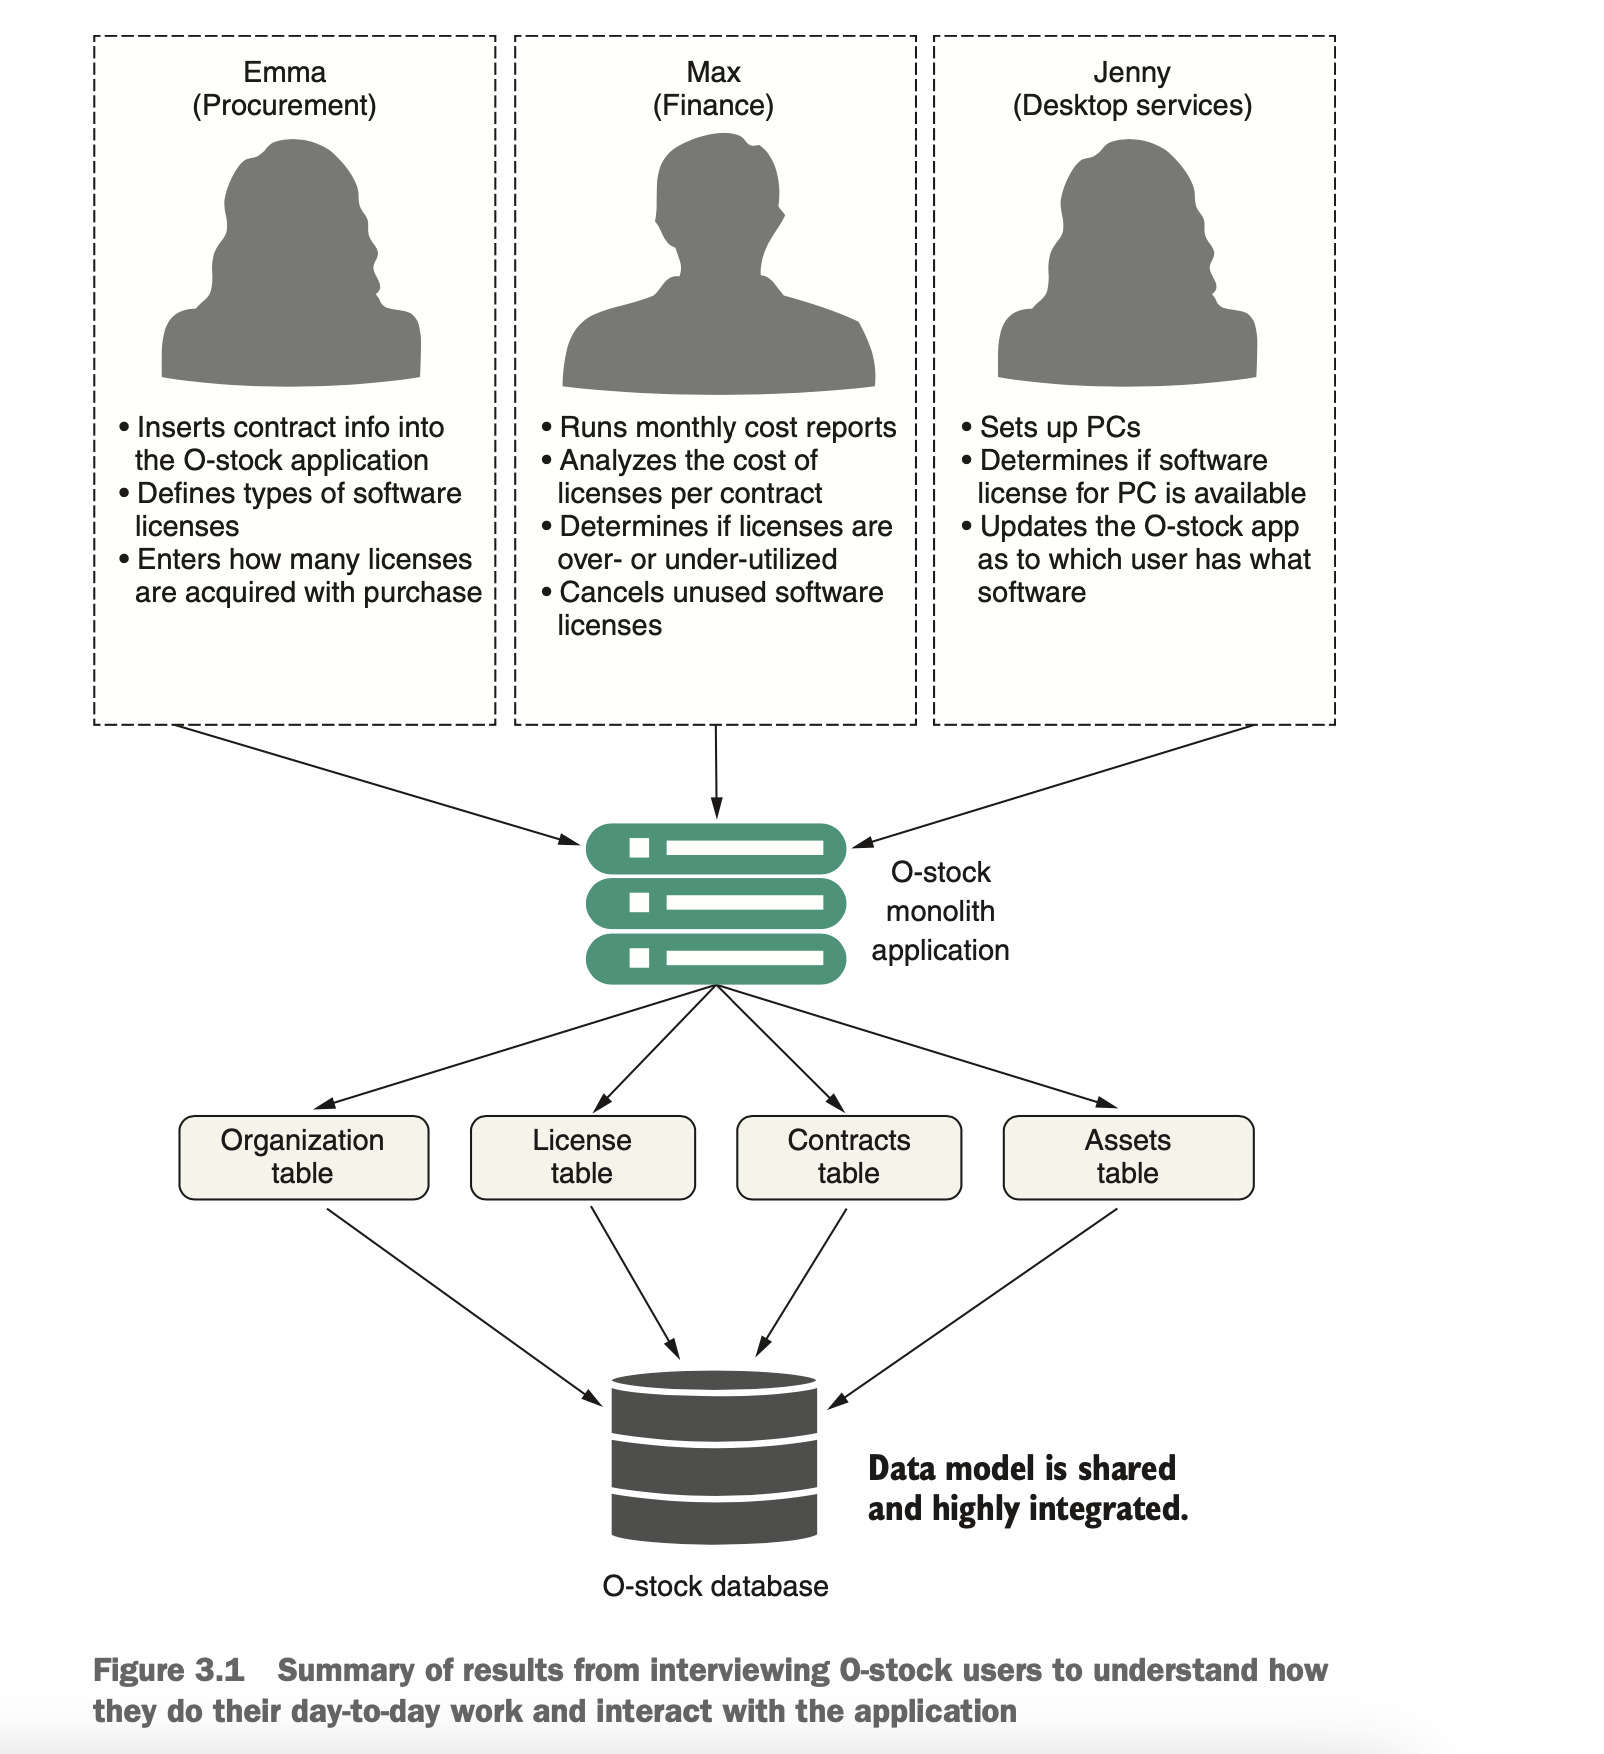 Emma
(Procurement)
• Inserts contract info into
the O-stock application
• Defines types of software
licenses
• Enters how many licenses
are acquired with purchase
Max
(Finance)
• Runs monthly cost reports
• Analyzes the cost of
licenses per contract
• Determines if licenses are
over- or under-utilized
• Cancels unused software
licenses
Jenny
(Desktop services)
• Sets up PCs
• Determines if software
license for PC is available
• Updates the O-stock app
as to which user has what
software
O-stock
monolith
application
Organization
table
License
table
Contracts
table
Assets
table
Data model is shared
and highly integrated.
O-stock database
Figure 3.1 Summary of results from interviewing O-stock users to understand how
they do their day-to-day work and interact with the application